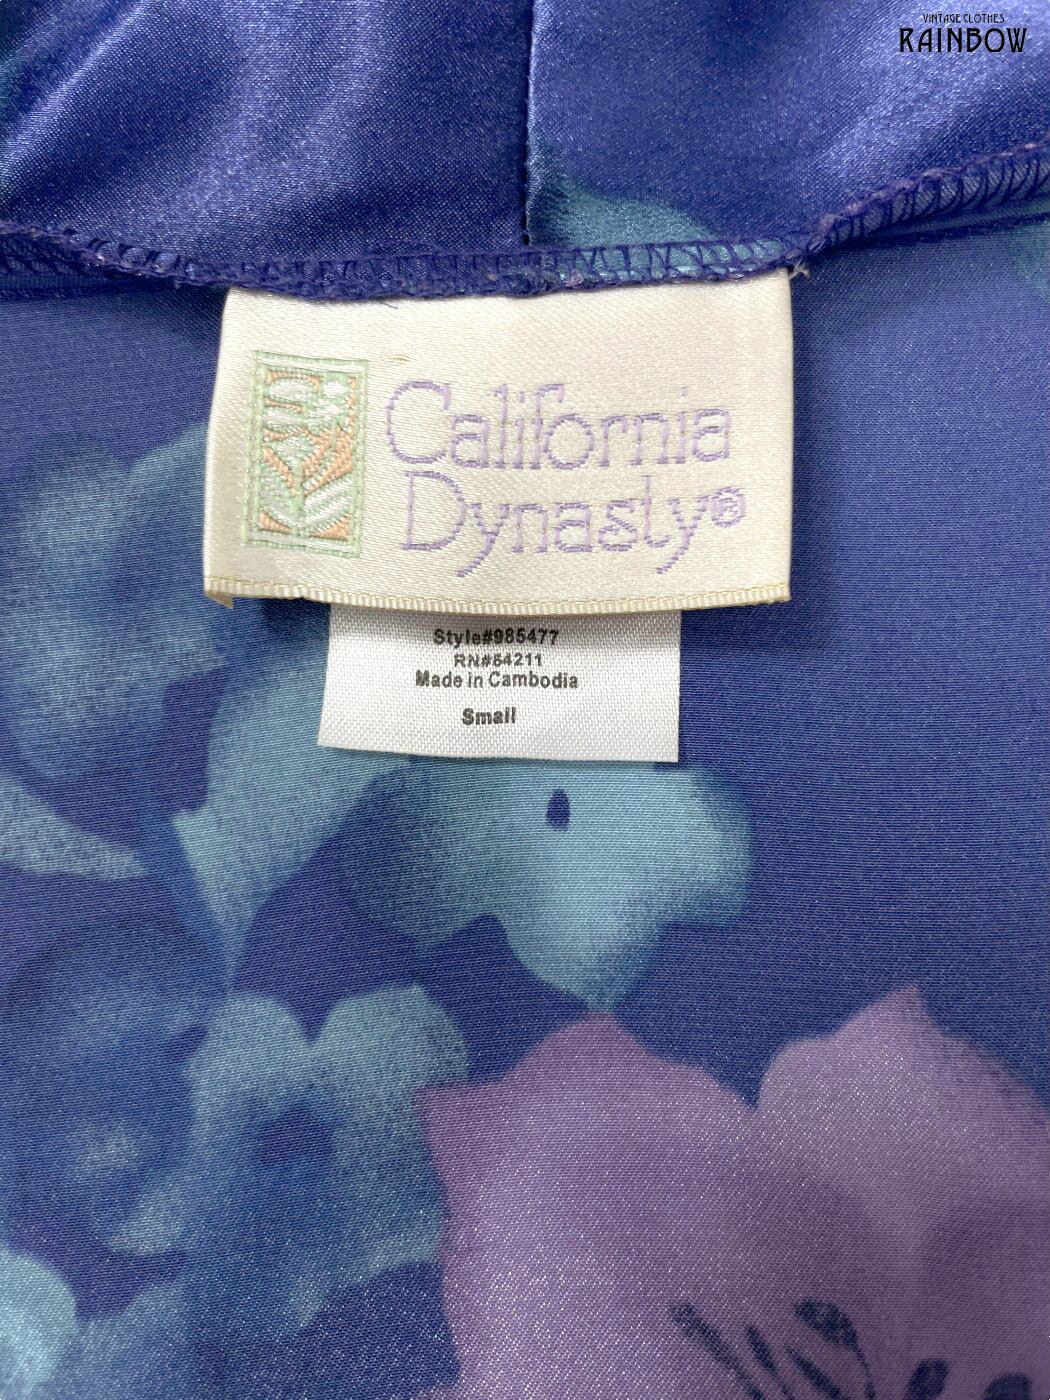 VINTAGE CLOTHES
RAINBOW
California
Dynasty®
Style#985477
RN#54211
Made in Cambodia
Small